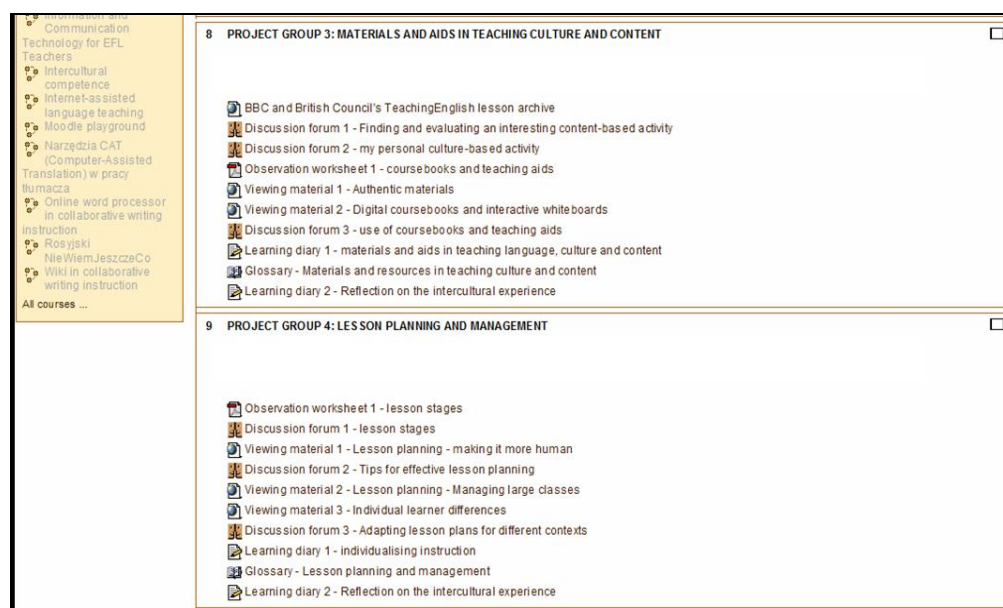 Information and
Communication
Technology for EFL
Teachers
Intercultural
competence
Internet-assisted
language teaching
Moodle playground
Narzędzia CAT
(Computer-Assisted
Translation) w pracy
tłumacza
Online word processor
in collaborative writing
instruction
Rosyjski
NieWiemJeszczeCo
Wiki in collaborative
writing instruction
All courses ...
8 PROJECT GROUP 3: MATERIALS AND AIDS IN TEACHING CULTURE AND CONTENT
BBC and British Council's TeachingEnglish lesson archive
Discussion forum 1 - Finding and evaluating an interesting content-based activity
Discussion forum 2 - my personal culture-based activity
Observation worksheet 1 - coursebooks and teaching aids
Viewing material 1 - Authentic materials
Viewing material 2 - Digital coursebooks and interactive whiteboards
Discussion forum 3 - use of coursebooks and teaching aids
Learning diary 1 - materials and aids in teaching language, culture and content
Glossary - Materials and resources in teaching culture and content
Learning diary 2 - Reflection on the intercultural experience
9 PROJECT GROUP 4: LESSON PLANNING AND MANAGEMENT
Observation worksheet 1 - lesson stages
Discussion forum 1 - lesson stages
Viewing material 1 - Lesson planning - making it more human
Discussion forum 2 - Tips for effective lesson planning
Viewing material 2 - Lesson planning - Managing large classes
Viewing material 3 - Individual learner differences
Discussion forum 3 - Adapting lesson plans for different contexts
Learning diary 1 - individualising instruction
Glossary - Lesson planning and management
Learning diary 2 - Reflection on the intercultural experience